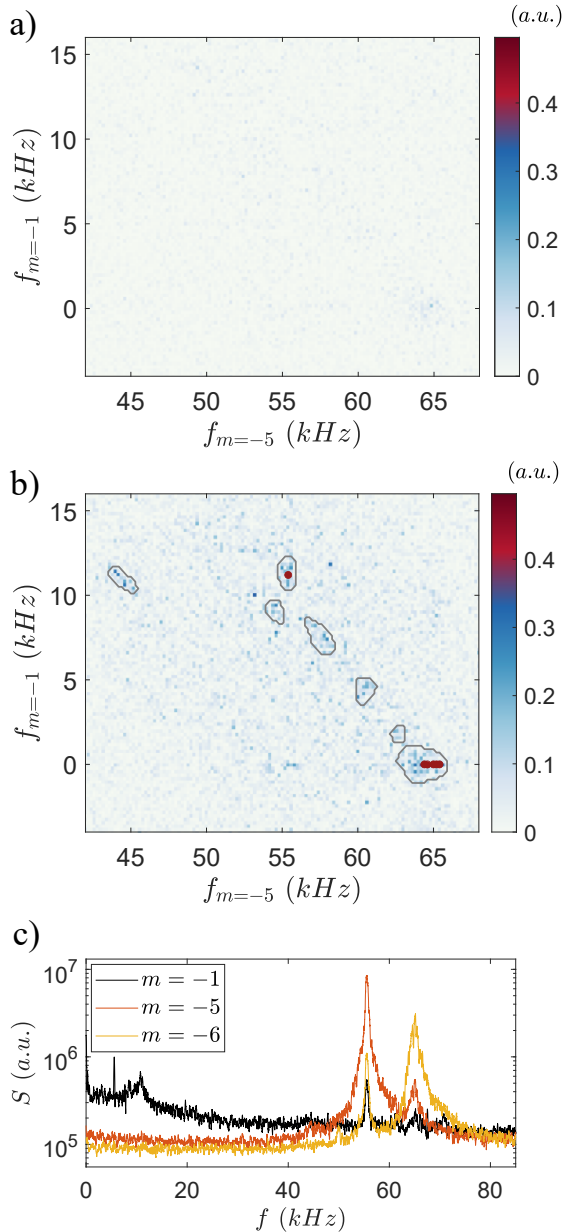 a)
(a.u.)
15
10
5
0
f_{m=−1} (kHz)
45 50 55 60 65
f_{m=−5} (kHz)
0.4
0.3
0.2
0.1
0
b)
(a.u.)
15
10
5
0
f_{m=−1} (kHz)
45 50 55 60 65
f_{m=−5} (kHz)
0.4
0.3
0.2
0.1
0
c)
10^7
10^6
10^5
S (a.u.)
m = −1
m = −5
m = −6
0 20 40 60 80
f (kHz)